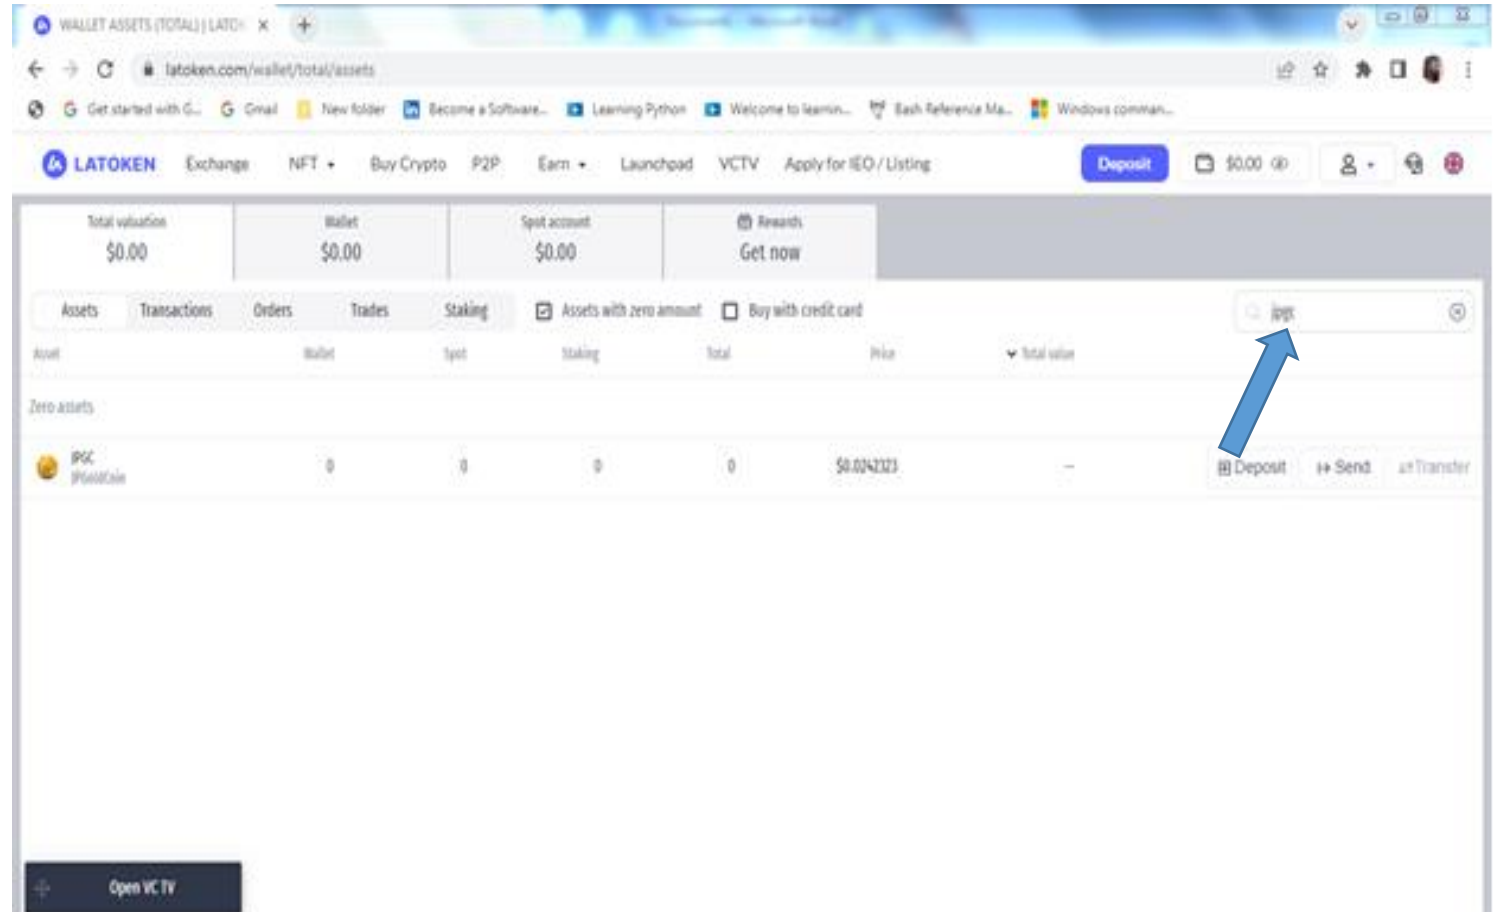 WALLET ASSETS (TOTAL) | LATO
latoken.com/wallet/total/assets
Get started with G... Gmail New folder Become a Software... Learning Python Welcome to learnin... Bash Reference Ma... Windows comman...
LATOKEN Exchange NFT Buy Crypto P2P Earn Launchpad VCTV Apply for IEO / Listing Deposit $0.00
Total valuation Wallet Spot account Rewards
$0.00 $0.00 $0.00 Get now
Assets Transactions Orders Trades Staking Assets with zero amount Buy with credit card jpgc
Asset Wallet Spot Staking Total Price Total value
Zero assets
JPGC 0 0 0 0 $0.0242323 -- Deposit Send Transfer
JPGoldCoin
Open VC TV